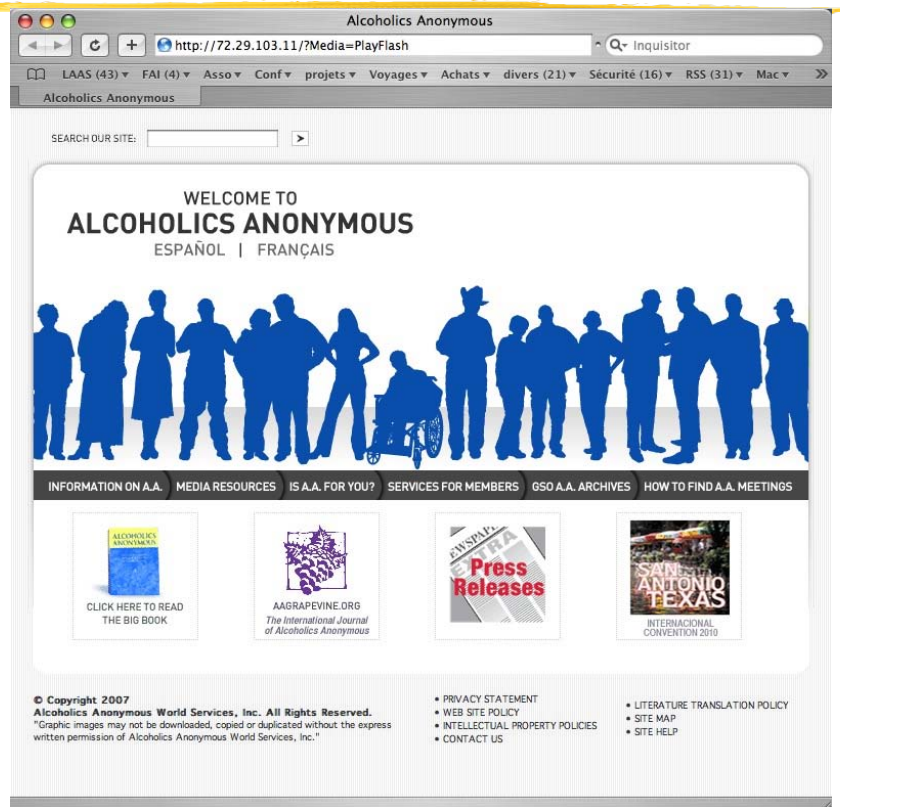 Alcoholics Anonymous
http://72.29.103.11/?Media=PlayFlash
Inquisitor
LAAS (43) FAI (4) Asso Conf projets Voyages Achats divers (21) Sécurité (16) RSS (31) Mac
Alcoholics Anonymous
SEARCH OUR SITE:
WELCOME TO
ALCOHOLICS ANONYMOUS
ESPAÑOL | FRANÇAIS
INFORMATION ON A.A. MEDIA RESOURCES IS A.A. FOR YOU? SERVICES FOR MEMBERS GSO A.A. ARCHIVES HOW TO FIND A.A. MEETINGS
ALCOHOLICS
ANONYMOUS
CLICK HERE TO READ
THE BIG BOOK
AAGRAPEVINE.ORG
The International Journal
of Alcoholics Anonymous
EWSPAPE
EXTRA
Press
Releases
SAN
ANTONIO
TEXAS
INTERNACIONAL
CONVENTION 2010
© Copyright 2007
Alcoholics Anonymous World Services, Inc. All Rights Reserved.
"Graphic images may not be downloaded, copied or duplicated without the express
written permission of Alcoholics Anonymous World Services, Inc."
• PRIVACY STATEMENT
• WEB SITE POLICY
• INTELLECTUAL PROPERTY POLICIES
• CONTACT US
• LITERATURE TRANSLATION POLICY
• SITE MAP
• SITE HELP